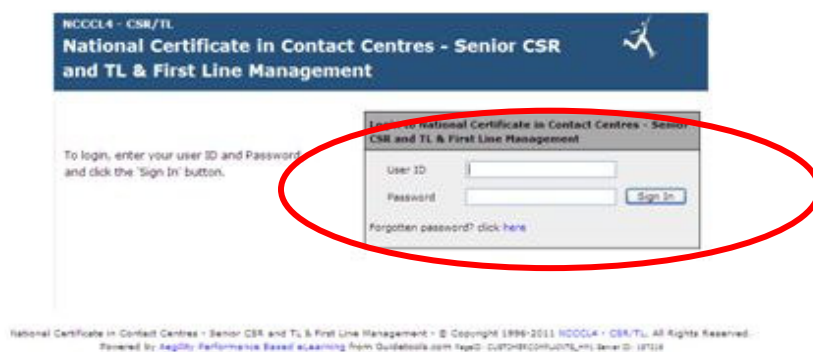 NCCCL4 - CSR/TL
National Certificate in Contact Centres - Senior CSR
and TL & First Line Management
Login to National Certificate in Contact Centres - Senior
CSR and TL & First Line Management
To login, enter your user ID and Password
and click the 'Sign In' button.
User ID
Password
Sign In
Forgotten password? click here
National Certificate in Contact Centres - Senior CSR and TL & First Line Management - © Copyright 1996-2011 NCCCL4 - CSR/TL. All Rights Reserved.
Powered by Aegility Performance Based eLearning from Guidetools.com PageID: Server ID: